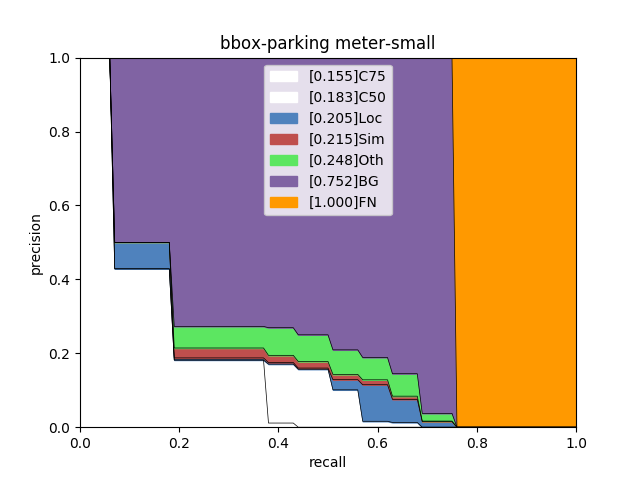 bbox-parking meter-small
1.0
0.8
0.6
0.4
0.2
0.0
precision
[0.155]C75
[0.183]C50
[0.205]Loc
[0.215]Sim
[0.248]Oth
[0.752]BG
[1.000]FN
0.0 0.2 0.4 0.6 0.8 1.0
recall